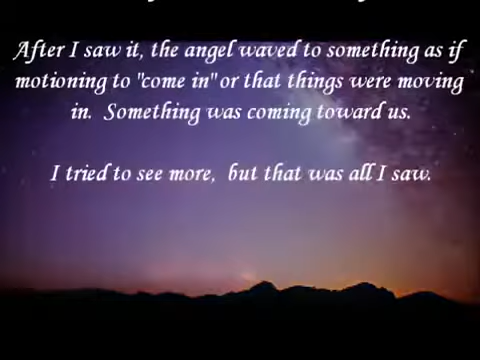 After I saw it, the angel waved to something as if
motioning to "come in" or that things were moving
in. Something was coming toward us.
I tried to see more, but that was all I saw.